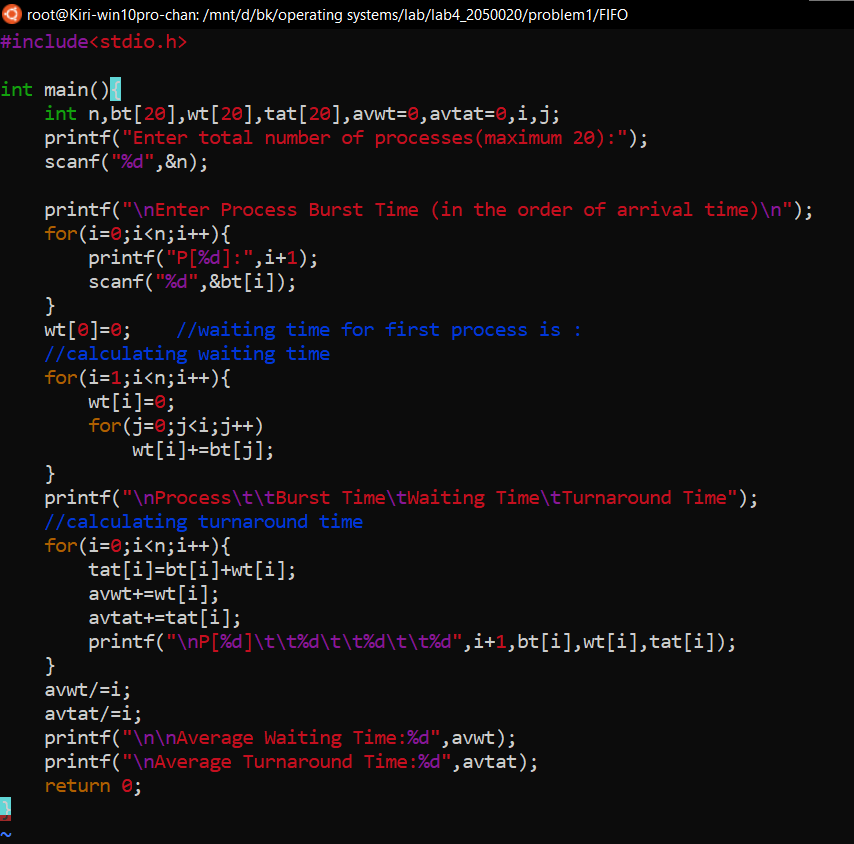 root@Kiri-win10pro-chan: /mnt/d/bk/operating systems/lab/lab4_2050020/problem1/FIFO
#include<stdio.h>
int main(){
    int n,bt[20],wt[20],tat[20],avwt=0,avtat=0,i,j;
    printf("Enter total number of processes(maximum 20):");
    scanf("%d",&n);
    printf("\nEnter Process Burst Time (in the order of arrival time)\n");
    for(i=0;i<n;i++){
        printf("P[%d]:",i+1);
        scanf("%d",&bt[i]);
    }
    wt[0]=0;    //waiting time for first process is :
    //calculating waiting time
    for(i=1;i<n;i++){
        wt[i]=0;
        for(j=0;j<i;j++)
            wt[i]+=bt[j];
    }
    printf("\nProcess\t\tBurst Time\tWaiting Time\tTurnaround Time");
    //calculating turnaround time
    for(i=0;i<n;i++){
        tat[i]=bt[i]+wt[i];
        avwt+=wt[i];
        avtat+=tat[i];
        printf("\nP[%d]\t\t%d\t\t%d\t\t%d",i+1,bt[i],wt[i],tat[i]);
    }
    avwt/=i;
    avtat/=i;
    printf("\n\nAverage Waiting Time:%d",avwt);
    printf("\nAverage Turnaround Time:%d",avtat);
    return 0;
}
~